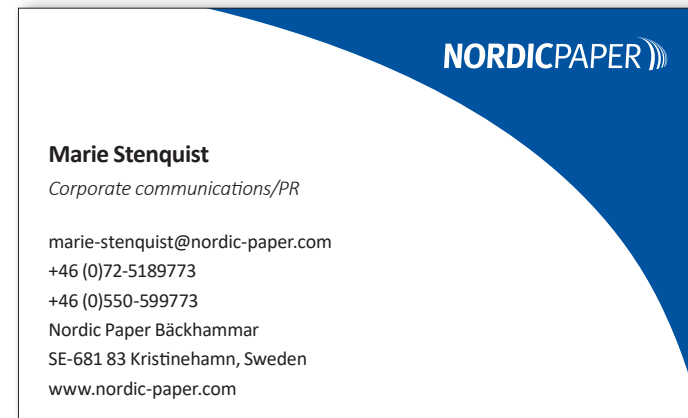 NORDICPAPER
Marie Stenquist
Corporate communications/PR
marie-stenquist@nordic-paper.com
+46 (0)72-5189773
+46 (0)550-599773
Nordic Paper Bäckhammar
SE-681 83 Kristinehamn, Sweden
www.nordic-paper.com